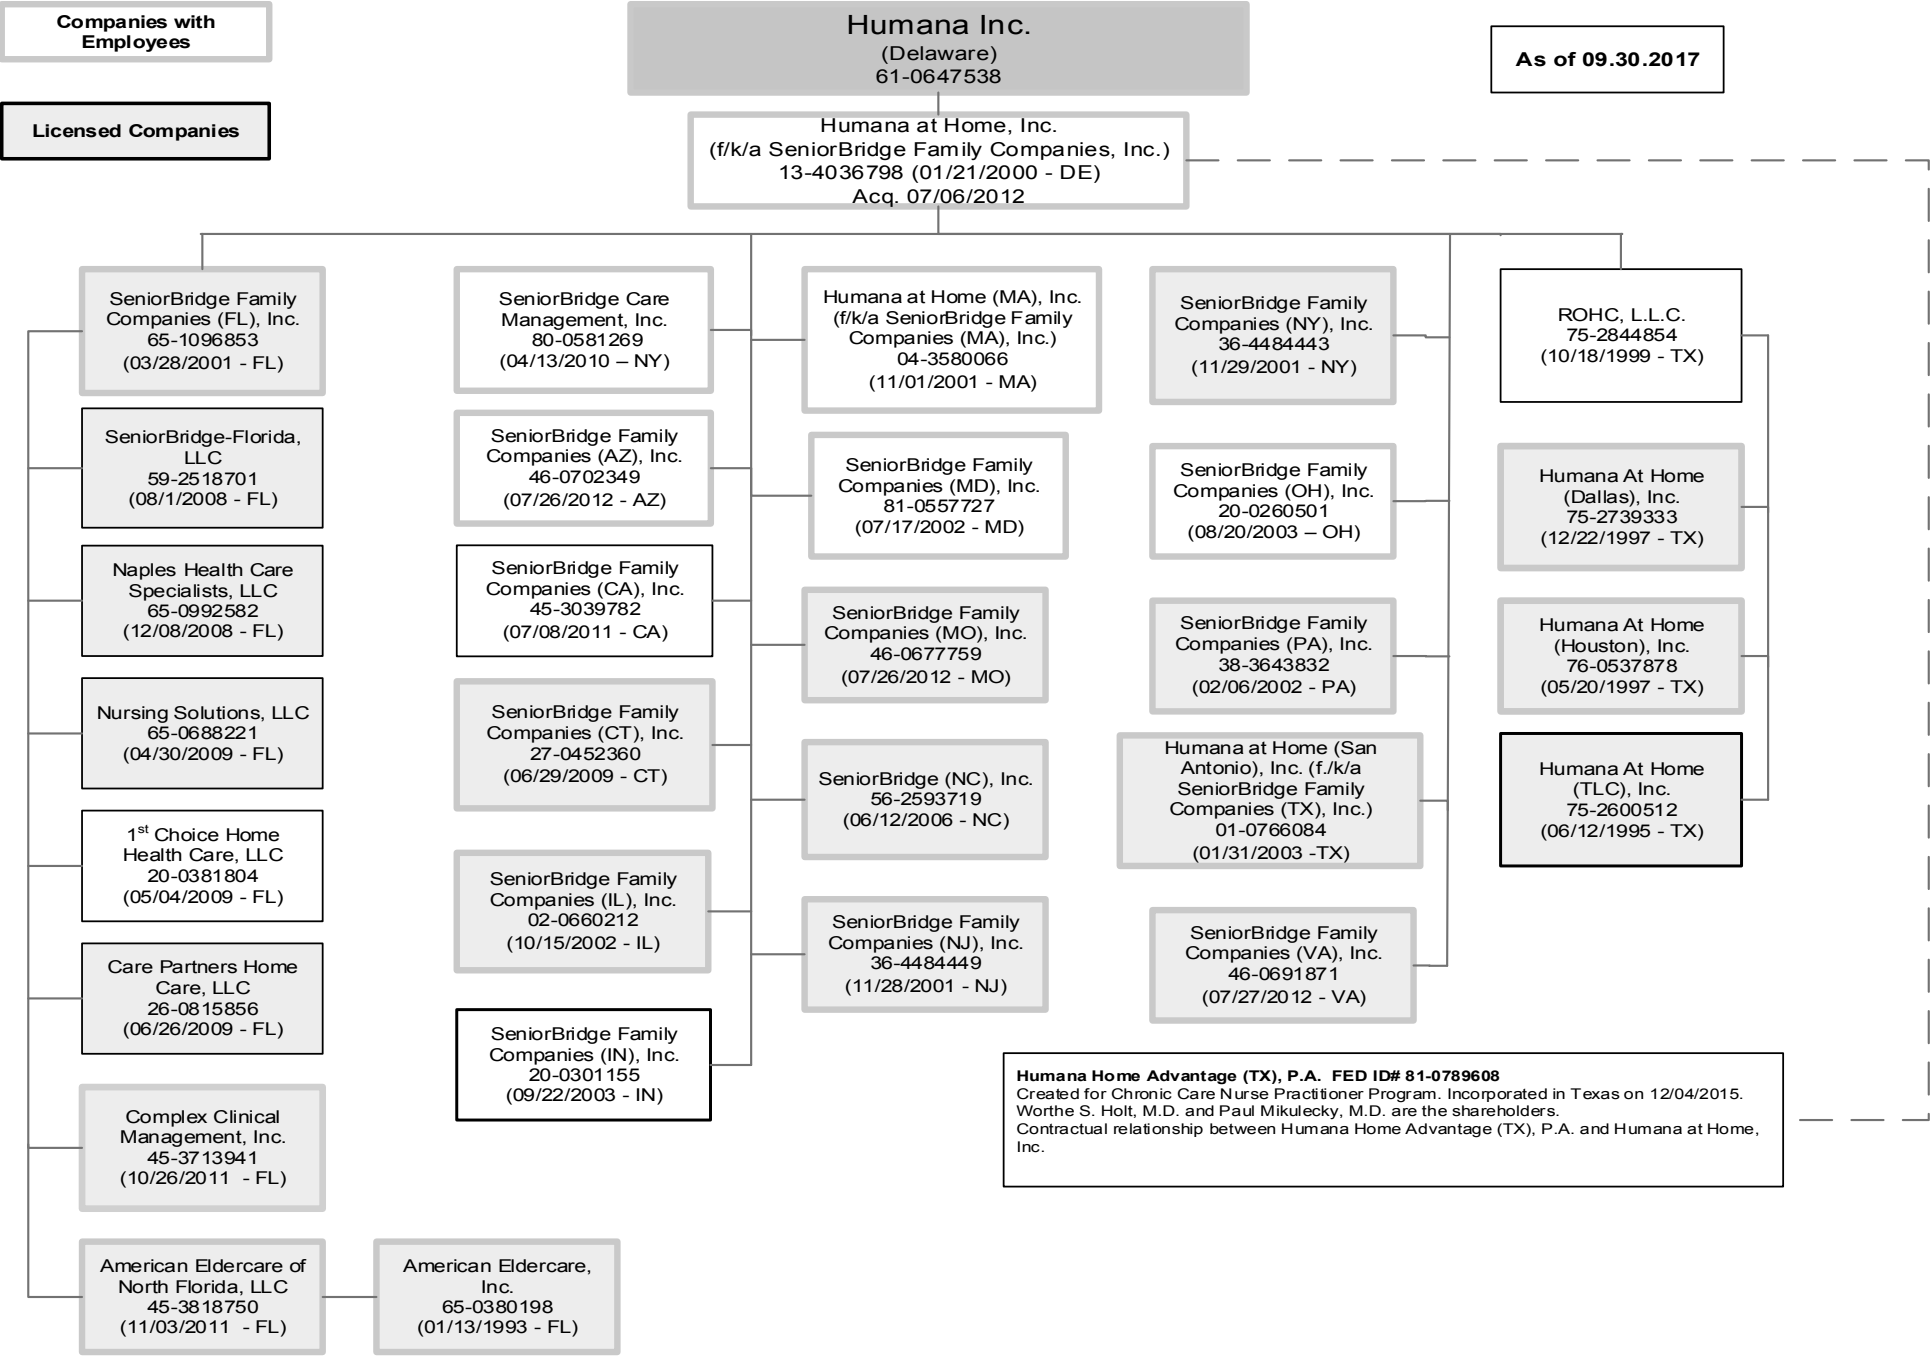 Companies with
Employees
Licensed Companies
Humana Inc.
(Delaware)
61-0647538
As of 09.30.2017
Humana at Home, Inc.
(f/k/a SeniorBridge Family Companies, Inc.)
13-4036798 (01/21/2000 - DE)
Acq. 07/06/2012
SeniorBridge Family
Companies (FL), Inc.
65-1096853
(03/28/2001 - FL)
SeniorBridge-Florida,
LLC
59-2518701
(08/1/2008 - FL)
Naples Health Care
Specialists, LLC
65-0992582
(12/08/2008 - FL)
Nursing Solutions, LLC
65-0688221
(04/30/2009 - FL)
1st Choice Home
Health Care, LLC
20-0381804
(05/04/2009 - FL)
Care Partners Home
Care, LLC
26-0815856
(06/26/2009 - FL)
Complex Clinical
Management, Inc.
45-3713941
(10/26/2011  - FL)
American Eldercare of
North Florida, LLC
45-3818750
(11/03/2011  - FL)
American Eldercare,
Inc.
65-0380198
(01/13/1993 - FL)
SeniorBridge Care
Management, Inc.
80-0581269
(04/13/2010 – NY)
SeniorBridge Family
Companies (AZ), Inc.
46-0702349
(07/26/2012 - AZ)
SeniorBridge Family
Companies (CA), Inc.
45-3039782
(07/08/2011 - CA)
SeniorBridge Family
Companies (CT), Inc.
27-0452360
(06/29/2009 - CT)
SeniorBridge Family
Companies (IL), Inc.
02-0660212
(10/15/2002 - IL)
SeniorBridge Family
Companies (IN), Inc.
20-0301155
(09/22/2003 - IN)
Humana at Home (MA), Inc.
(f/k/a SeniorBridge Family
Companies (MA), Inc.)
04-3580066
(11/01/2001 - MA)
SeniorBridge Family
Companies (MD), Inc.
81-0557727
(07/17/2002 - MD)
SeniorBridge Family
Companies (MO), Inc.
46-0677759
(07/26/2012 - MO)
SeniorBridge (NC), Inc.
56-2593719
(06/12/2006 - NC)
SeniorBridge Family
Companies (NJ), Inc.
36-4484449
(11/28/2001 - NJ)
SeniorBridge Family
Companies (NY), Inc.
36-4484443
(11/29/2001 - NY)
SeniorBridge Family
Companies (OH), Inc.
20-0260501
(08/20/2003 – OH)
SeniorBridge Family
Companies (PA), Inc.
38-3643832
(02/06/2002 - PA)
Humana at Home (San
Antonio), Inc. (f./k/a
SeniorBridge Family
Companies (TX), Inc.)
01-0766084
(01/31/2003 -TX)
SeniorBridge Family
Companies (VA), Inc.
46-0691871
(07/27/2012 - VA)
ROHC, L.L.C.
75-2844854
(10/18/1999 - TX)
Humana At Home
(Dallas), Inc.
75-2739333
(12/22/1997 - TX)
Humana At Home
(Houston), Inc.
76-0537878
(05/20/1997 - TX)
Humana At Home
(TLC), Inc.
75-2600512
(06/12/1995 - TX)
Humana Home Advantage (TX), P.A.  FED ID# 81-0789608
Created for Chronic Care Nurse Practitioner Program. Incorporated in Texas on 12/04/2015.
Worthe S. Holt, M.D. and Paul Mikulecky, M.D. are the shareholders.
Contractual relationship between Humana Home Advantage (TX), P.A. and Humana at Home,
Inc.